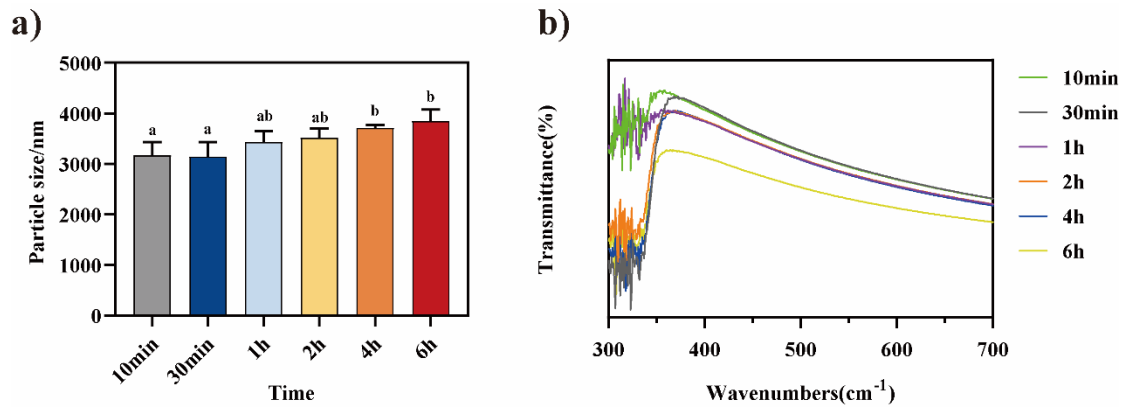 a)
Particle size/nm
5000
4000
3000
2000
1000
0
a
a
ab
ab
b
b
10min
30min
1h
2h
4h
6h
Time
b)
Transmittance(%)
300
400
500
600
700
Wavenumbers(cm⁻¹)
10min
30min
1h
2h
4h
6h